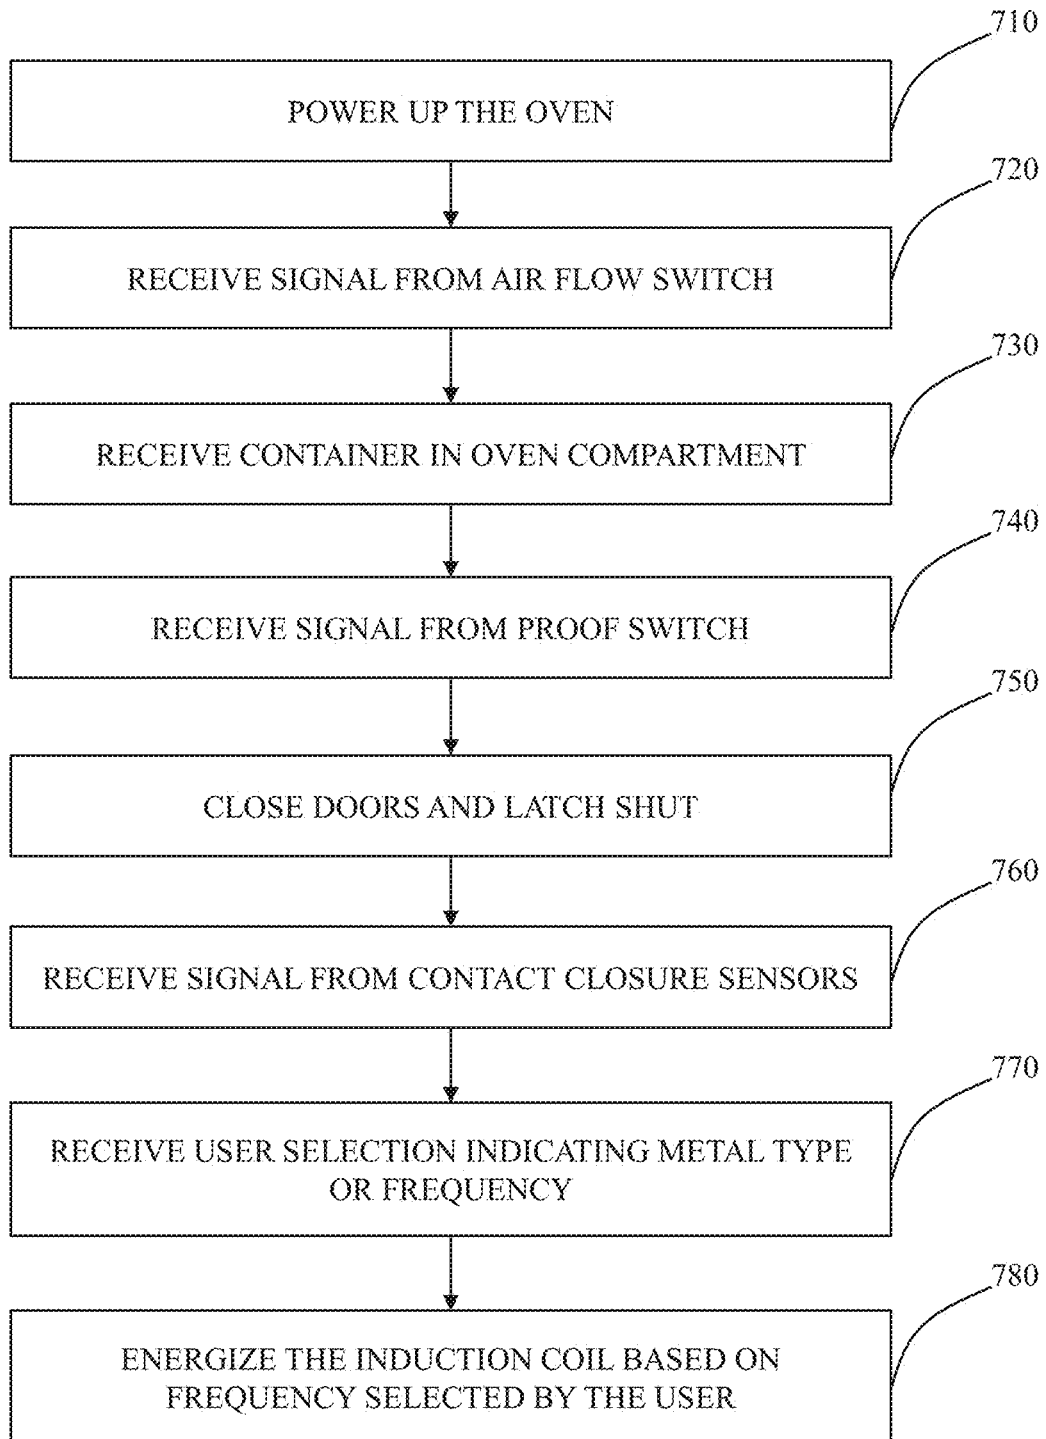 710
POWER UP THE OVEN
720
RECEIVE SIGNAL FROM AIR FLOW SWITCH
730
RECEIVE CONTAINER IN OVEN COMPARTMENT
740
RECEIVE SIGNAL FROM PROOF SWITCH
750
CLOSE DOORS AND LATCH SHUT
760
RECEIVE SIGNAL FROM CONTACT CLOSURE SENSORS
770
RECEIVE USER SELECTION INDICATING METAL TYPE
OR FREQUENCY
780
ENERGIZE THE INDUCTION COIL BASED ON
FREQUENCY SELECTED BY THE USER